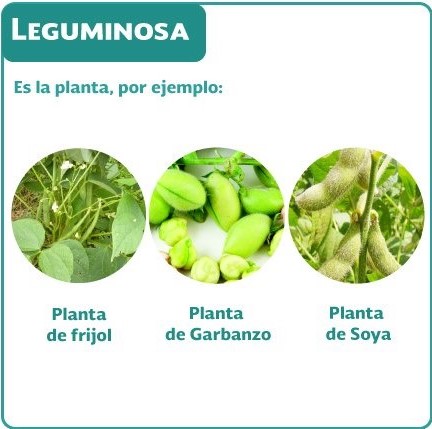 LEGUMINOSA
Es la planta, por ejemplo:
Planta
de frijol
Planta
de Garbanzo
Planta
de Soya